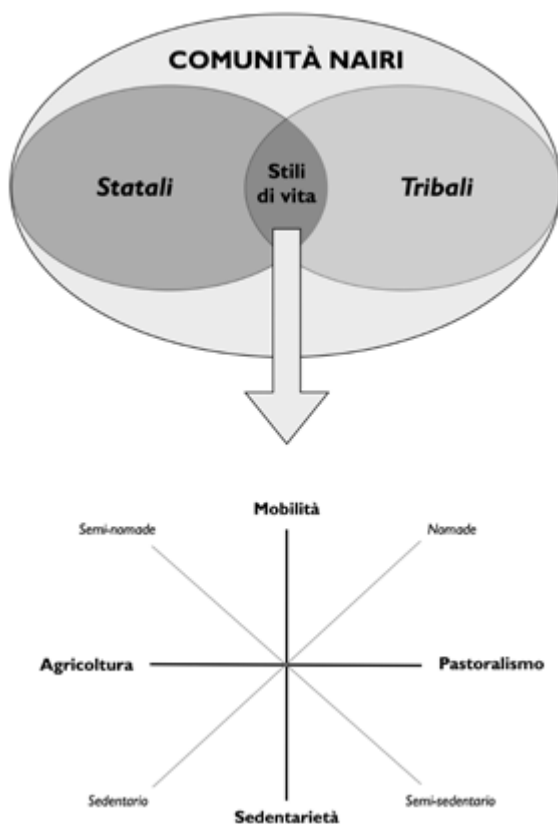 COMUNITÀ NAIRI
Statali
Stili
di vita
Tribali
Mobilità
Semi-nomade
Nomade
Agricoltura
Pastoralismo
Sedentario
Semi-sedentario
Sedentarietà